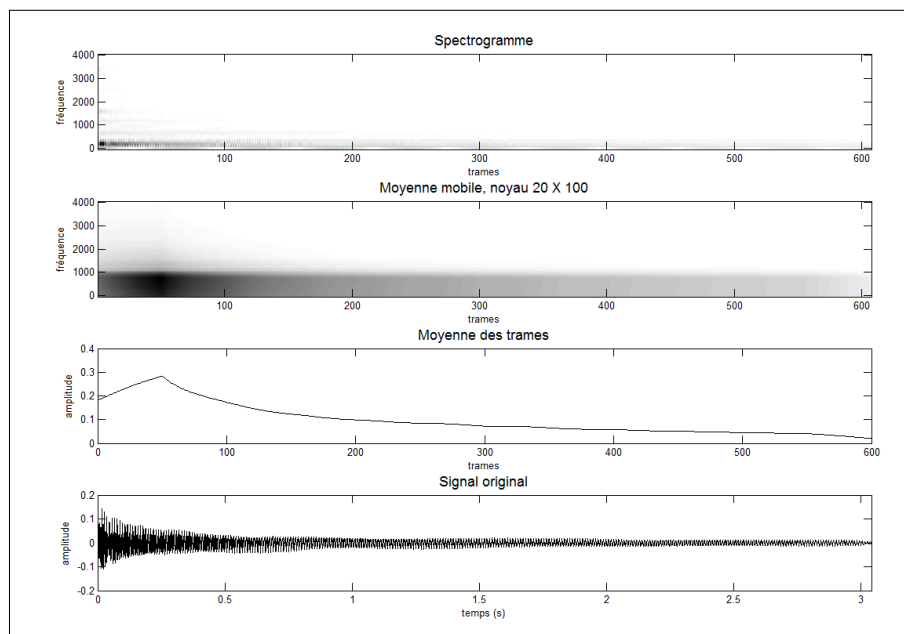 Spectrogramme
fréquence
4000
3000
2000
1000
0
100 200 300 400 500 600
trames
Moyenne mobile, noyau 20 X 100
fréquence
4000
3000
2000
1000
0
100 200 300 400 500 600
trames
Moyenne des trames
amplitude
0.4
0.3
0.2
0.1
0
0 100 200 300 400 500 600
trames
Signal original
amplitude
0.2
0.1
0
-0.1
-0.2
0 0.5 1 1.5 2 2.5 3
temps (s)